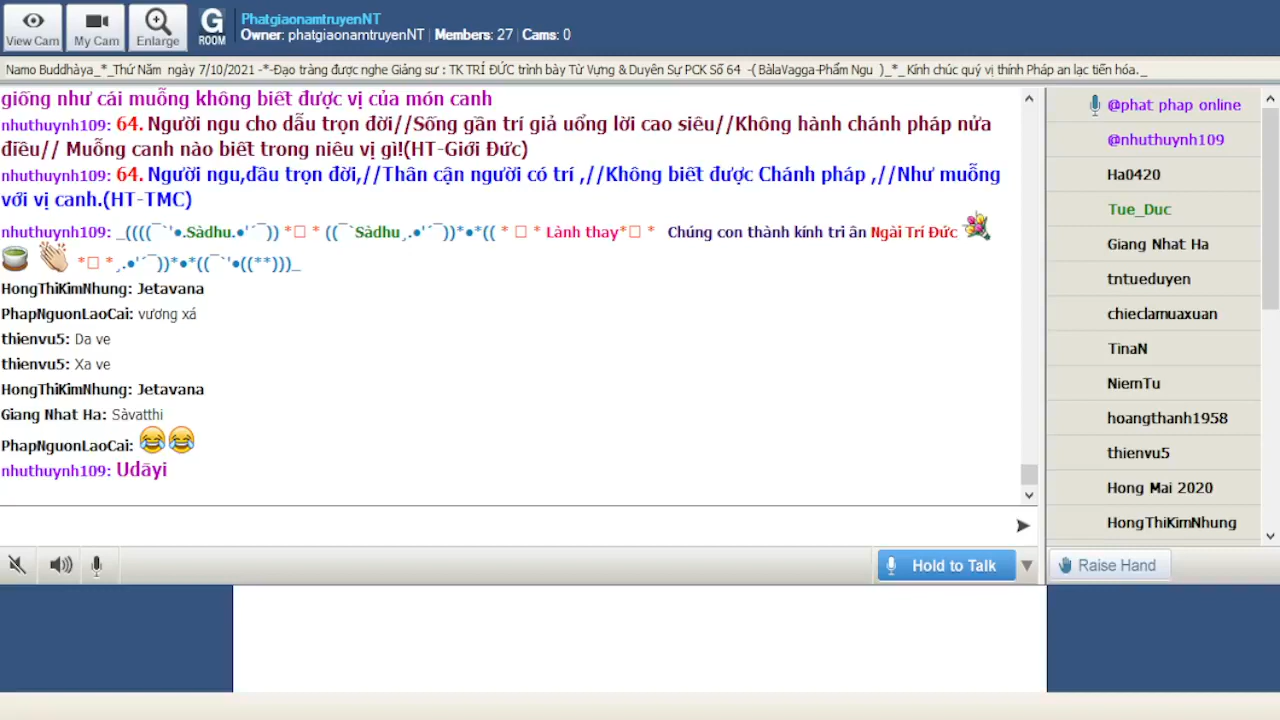 View Cam
My Cam
Enlarge
G
ROOM
PhatgiaonamtruyenNT
Owner: phatgiaonamtruyenNT | Members: 27 | Cams: 0
Namo Buddhàya_*_Thứ Năm ngày 7/10/2021 -*-Đạo tràng được nghe Giảng sư : TK TRÍ ĐỨC trình bày Từ Vựng & Duyên Sự PCK Số 64 -( BàlaVagga-Phẩm Ngu )_*_ Kính chúc quý vị thính Pháp an lạc tiến hóa._
giống như cái muỗng không biết được vị của món canh
nhuthuynh109: 64. Người ngu cho dẫu trọn đời//Sống gần trí giả uổng lời cao siêu//Không hành chánh pháp nửa
điều// Muỗng canh nào biết trong niêu vị gì!(HT-Giới Đức)
nhuthuynh109: 64. Người ngu,dầu trọn đời,//Thân cận người có trí ,//Không biết được Chánh pháp ,//Như muỗng
với vị canh.(HT-TMC)
nhuthuynh109: _((((¯`'•.Sàdhu.•'´¯)) *▯ * ((¯`Sàdhu¸.•'´¯))*•*(( * ▯ * Lành thay*▯ * Chúng con thành kính tri ân Ngài Trí Đức
*▯ *¸.•'´¯))*•*((¯`'•((**)))_
HongThiKimNhung: Jetavana
PhapNguonLaoCai: vương xá
thienvu5: Da ve
thienvu5: Xa ve
HongThiKimNhung: Jetavana
Giang Nhat Ha: Sàvatthi
PhapNguonLaoCai: 😂😂
nhuthuynh109: Udāyi
@phat phap online
@nhuthuynh109
Ha0420
Tue_Duc
Giang Nhat Ha
tntueduyen
chieclamuaxuan
TinaN
NiemTu
hoangthanh1958
thienvu5
Hong Mai 2020
HongThiKimNhung
Hold to Talk
Raise Hand